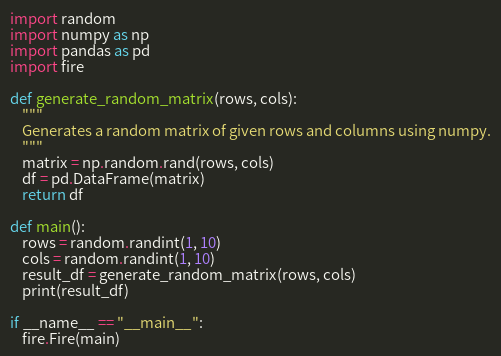 import random
import numpy as np
import pandas as pd
import fire

def generate_random_matrix(rows, cols):
    """
    Generates a random matrix of given rows and columns using numpy.
    """
    matrix = np.random.rand(rows, cols)
    df = pd.DataFrame(matrix)
    return df

def main():
    rows = random.randint(1, 10)
    cols = random.randint(1, 10)
    result_df = generate_random_matrix(rows, cols)
    print(result_df)

if __name__ == "__main__":
    fire.Fire(main)